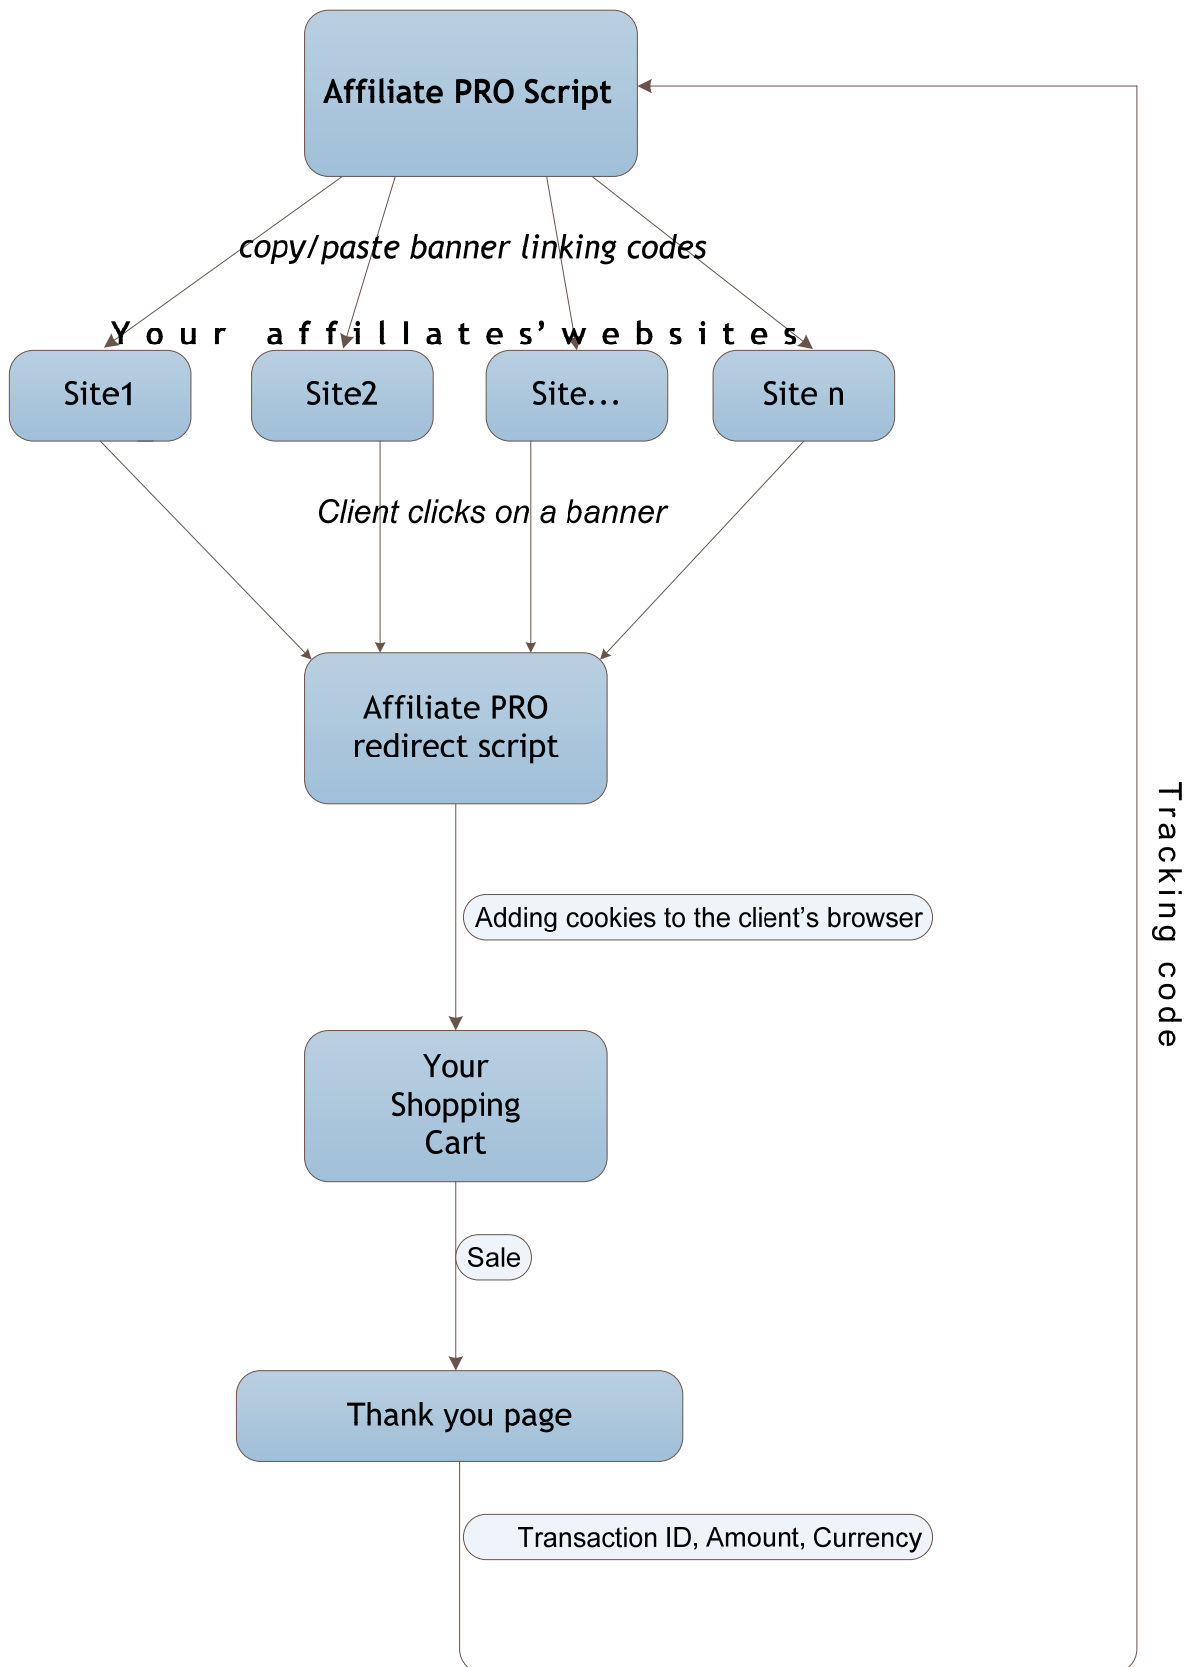 Affiliate PRO Script
copy/paste banner linking codes
Your affillates’websites
Site1
Site2
Site...
Site n
Client clicks on a banner
Affiliate PRO
redirect script
Tracking code
Adding cookies to the client’s browser
Your
Shopping
Cart
Sale
Thank you page
Transaction ID, Amount, Currency